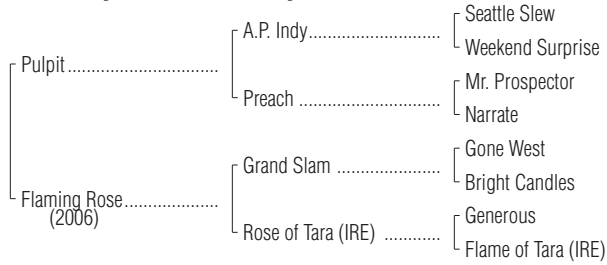 Seattle Slew
A.P. Indy..............................
Weekend Surprise
Pulpit................................
Mr. Prospector
Preach ..............................
Narrate
Gone West
Grand Slam ......................
Bright Candles
Flaming Rose....................
(2006)
Generous
Rose of Tara (IRE) ............
Flame of Tara (IRE)